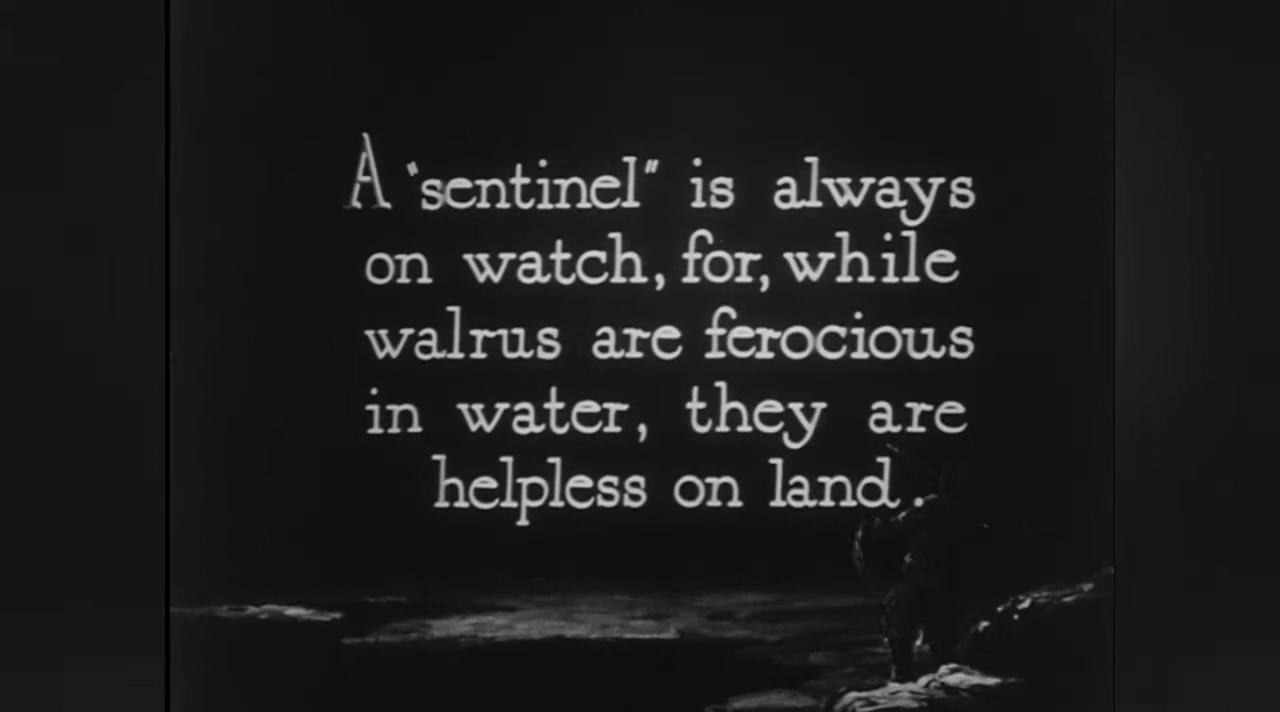 A "sentinel" is always
on watch, for, while
walrus are ferocious
in water, they are
helpless on land.